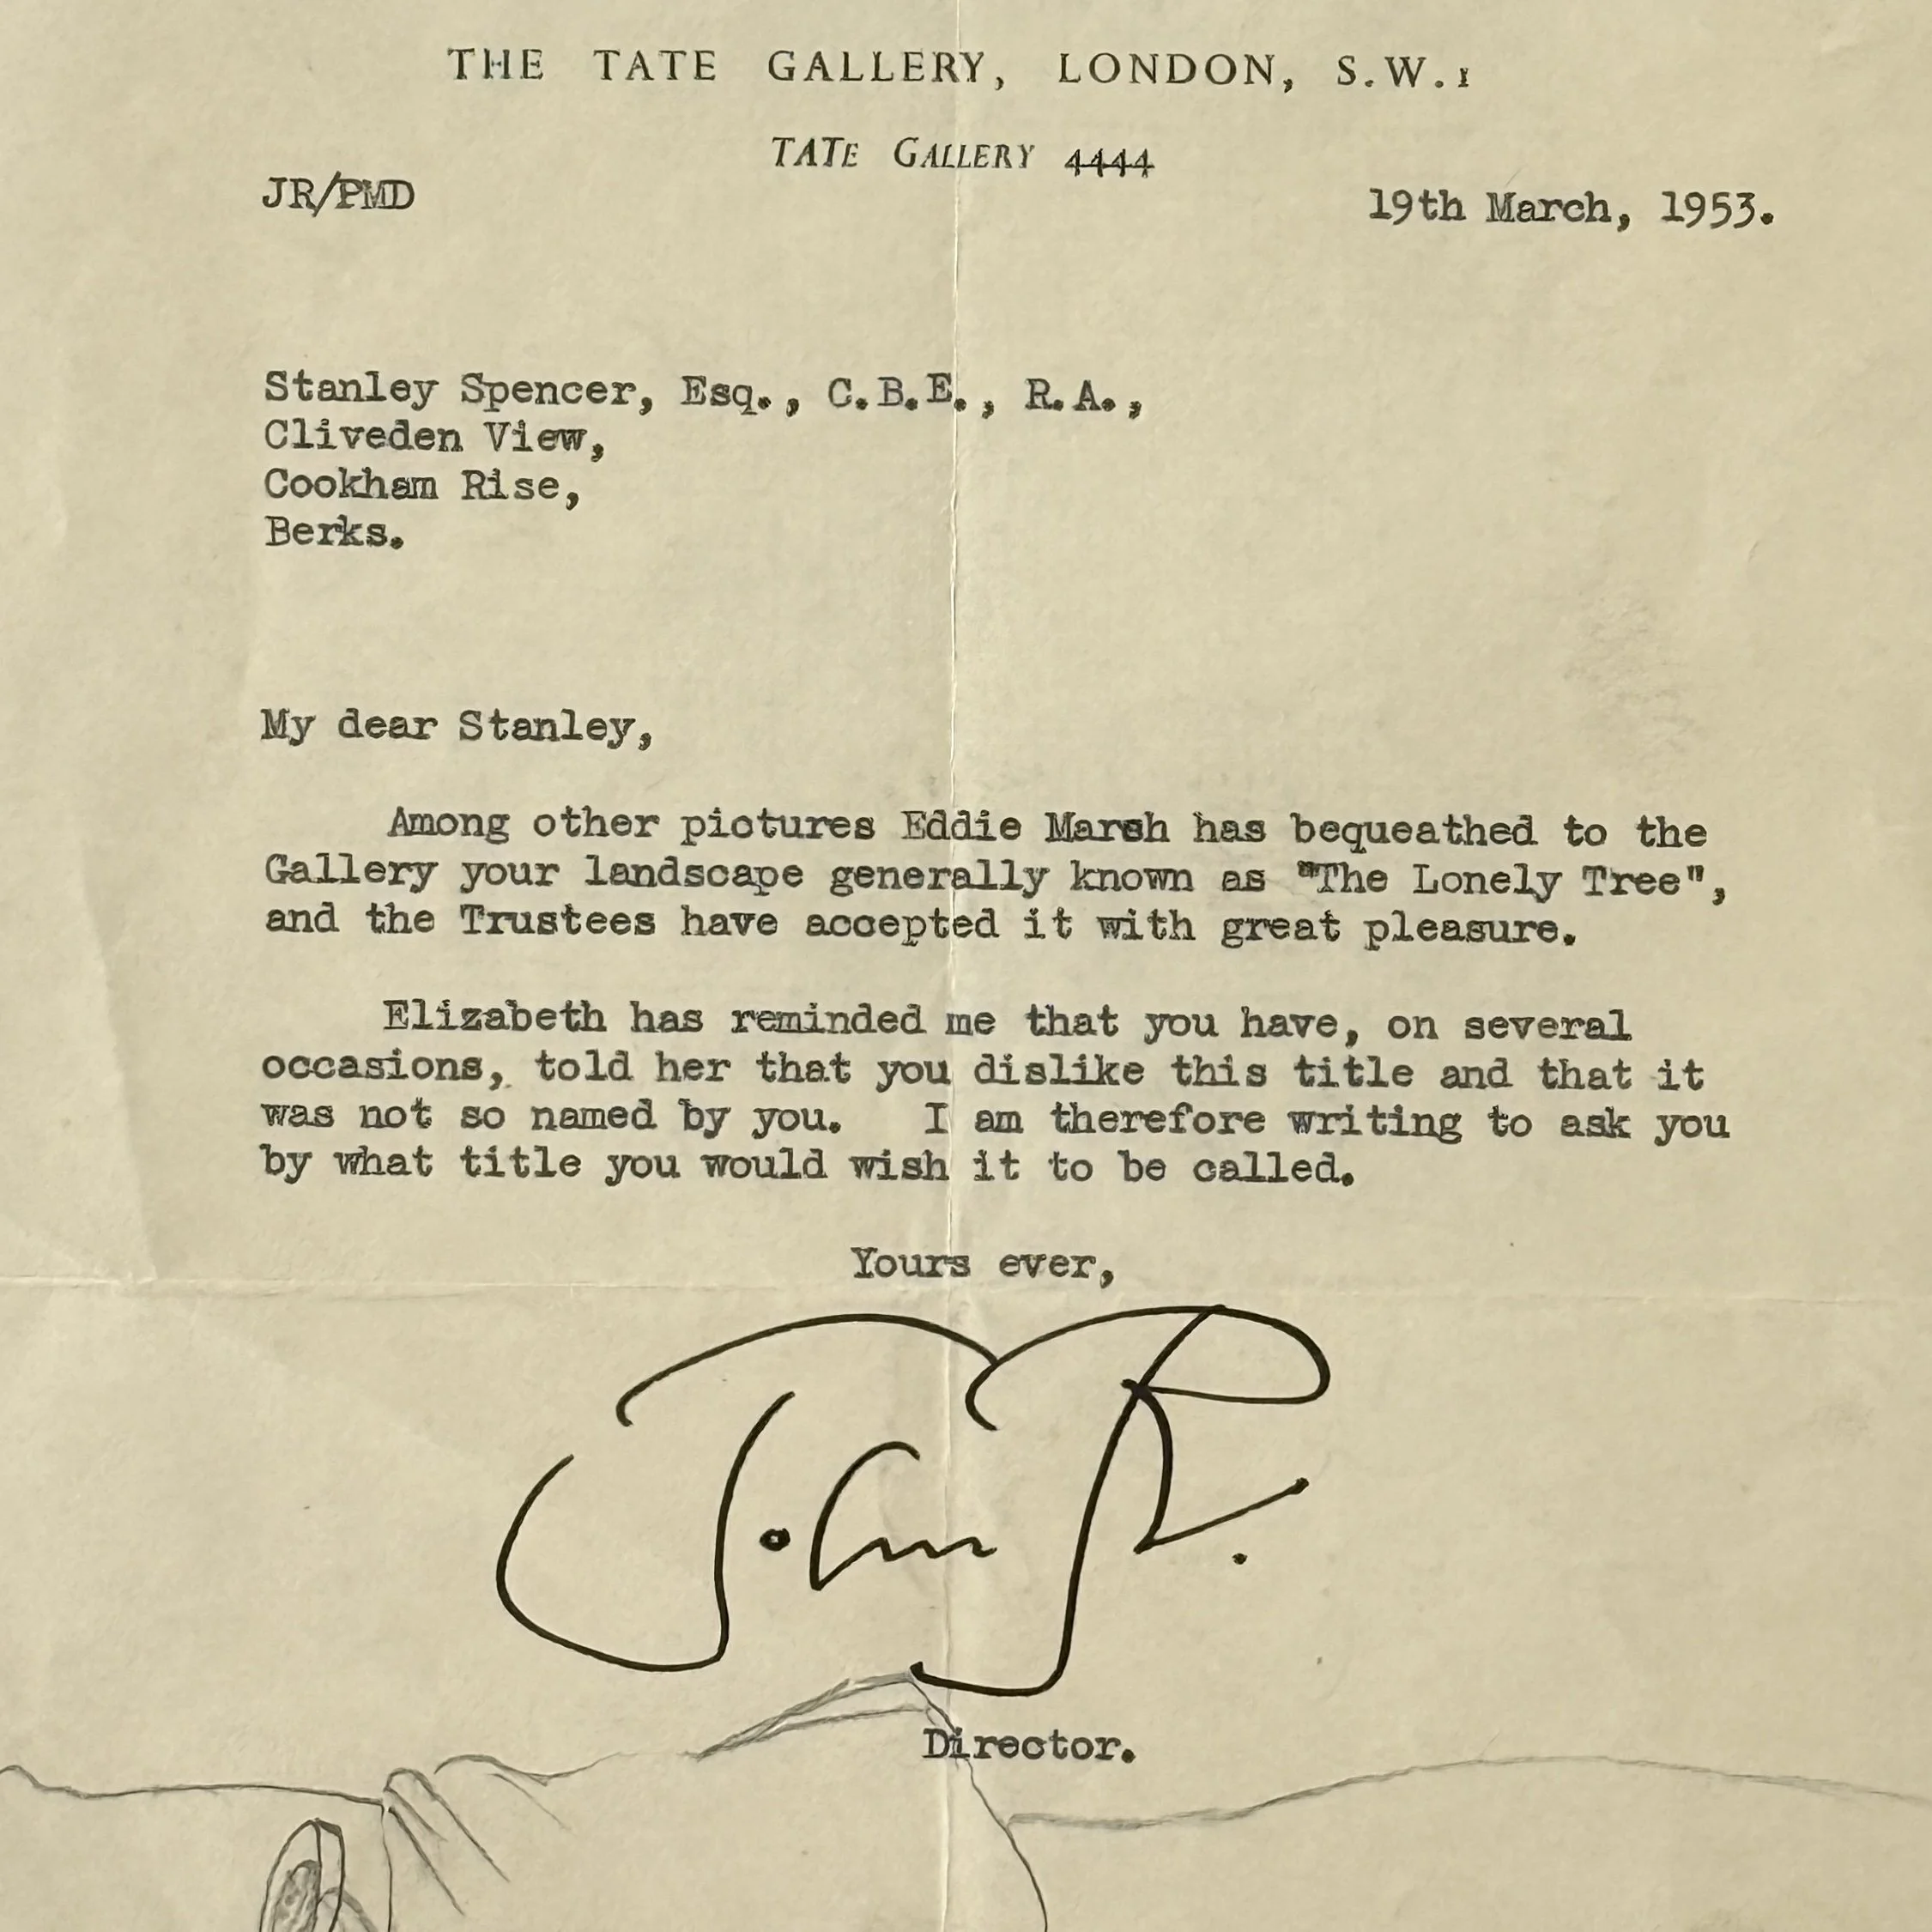 THE TATE GALLERY, LONDON, S.W.1
TATE GALLERY 4444
JR/PMD
19th March, 1953.
Stanley Spencer, Esq., C.B.E., R.A.,
Cliveden View,
Cookham Rise,
Berks.
My dear Stanley,
Among other pictures Eddie Marsh has bequeathed to the
Gallery your landscape generally known as "The Lonely Tree",
and the Trustees have accepted it with great pleasure.
Elizabeth has reminded me that you have, on several
occasions, told her that you dislike this title and that it
was not so named by you. I am therefore writing to ask you
by what title you would wish it to be called.
Yours ever,
John R.
Director.